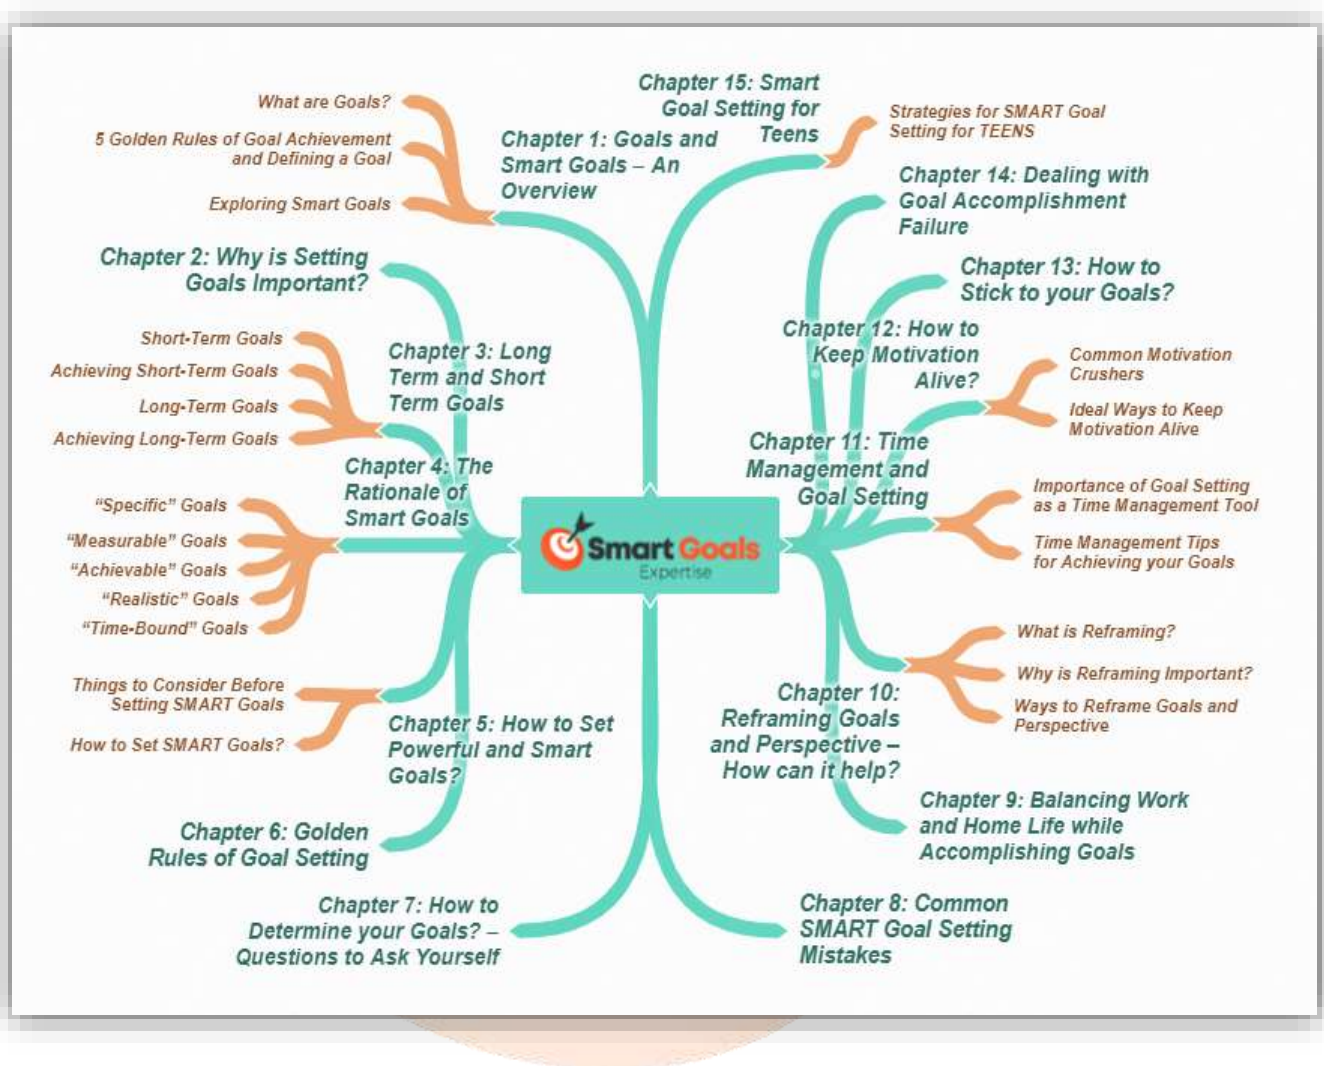 What are Goals?
5 Golden Rules of Goal Achievement
and Defining a Goal
Exploring Smart Goals
Chapter 1: Goals and
Smart Goals – An
Overview
Chapter 2: Why is Setting
Goals Important?
Short-Term Goals
Achieving Short-Term Goals
Long-Term Goals
Achieving Long-Term Goals
Chapter 3: Long
Term and Short
Term Goals
Chapter 4: The
Rationale of
Smart Goals
“Specific” Goals
“Measurable” Goals
“Achievable” Goals
“Realistic” Goals
“Time-Bound” Goals
Things to Consider Before
Setting SMART Goals
How to Set SMART Goals?
Chapter 5: How to Set
Powerful and Smart
Goals?
Chapter 6: Golden
Rules of Goal Setting
Chapter 7: How to
Determine your Goals? –
Questions to Ask Yourself
Smart Goals
Expertise
Chapter 15: Smart
Goal Setting for
Teens
Strategies for SMART Goal
Setting for TEENS
Chapter 14: Dealing with
Goal Accomplishment
Failure
Chapter 13: How to
Stick to your Goals?
Chapter 12: How to
Keep Motivation
Alive?
Common Motivation
Crushers
Ideal Ways to Keep
Motivation Alive
Chapter 11: Time
Management and
Goal Setting
Importance of Goal Setting
as a Time Management Tool
Time Management Tips
for Achieving your Goals
What is Reframing?
Why is Reframing Important?
Ways to Reframe Goals and
Perspective
Chapter 10:
Reframing Goals
and Perspective –
How can it help?
Chapter 9: Balancing Work
and Home Life while
Accomplishing Goals
Chapter 8: Common
SMART Goal Setting
Mistakes